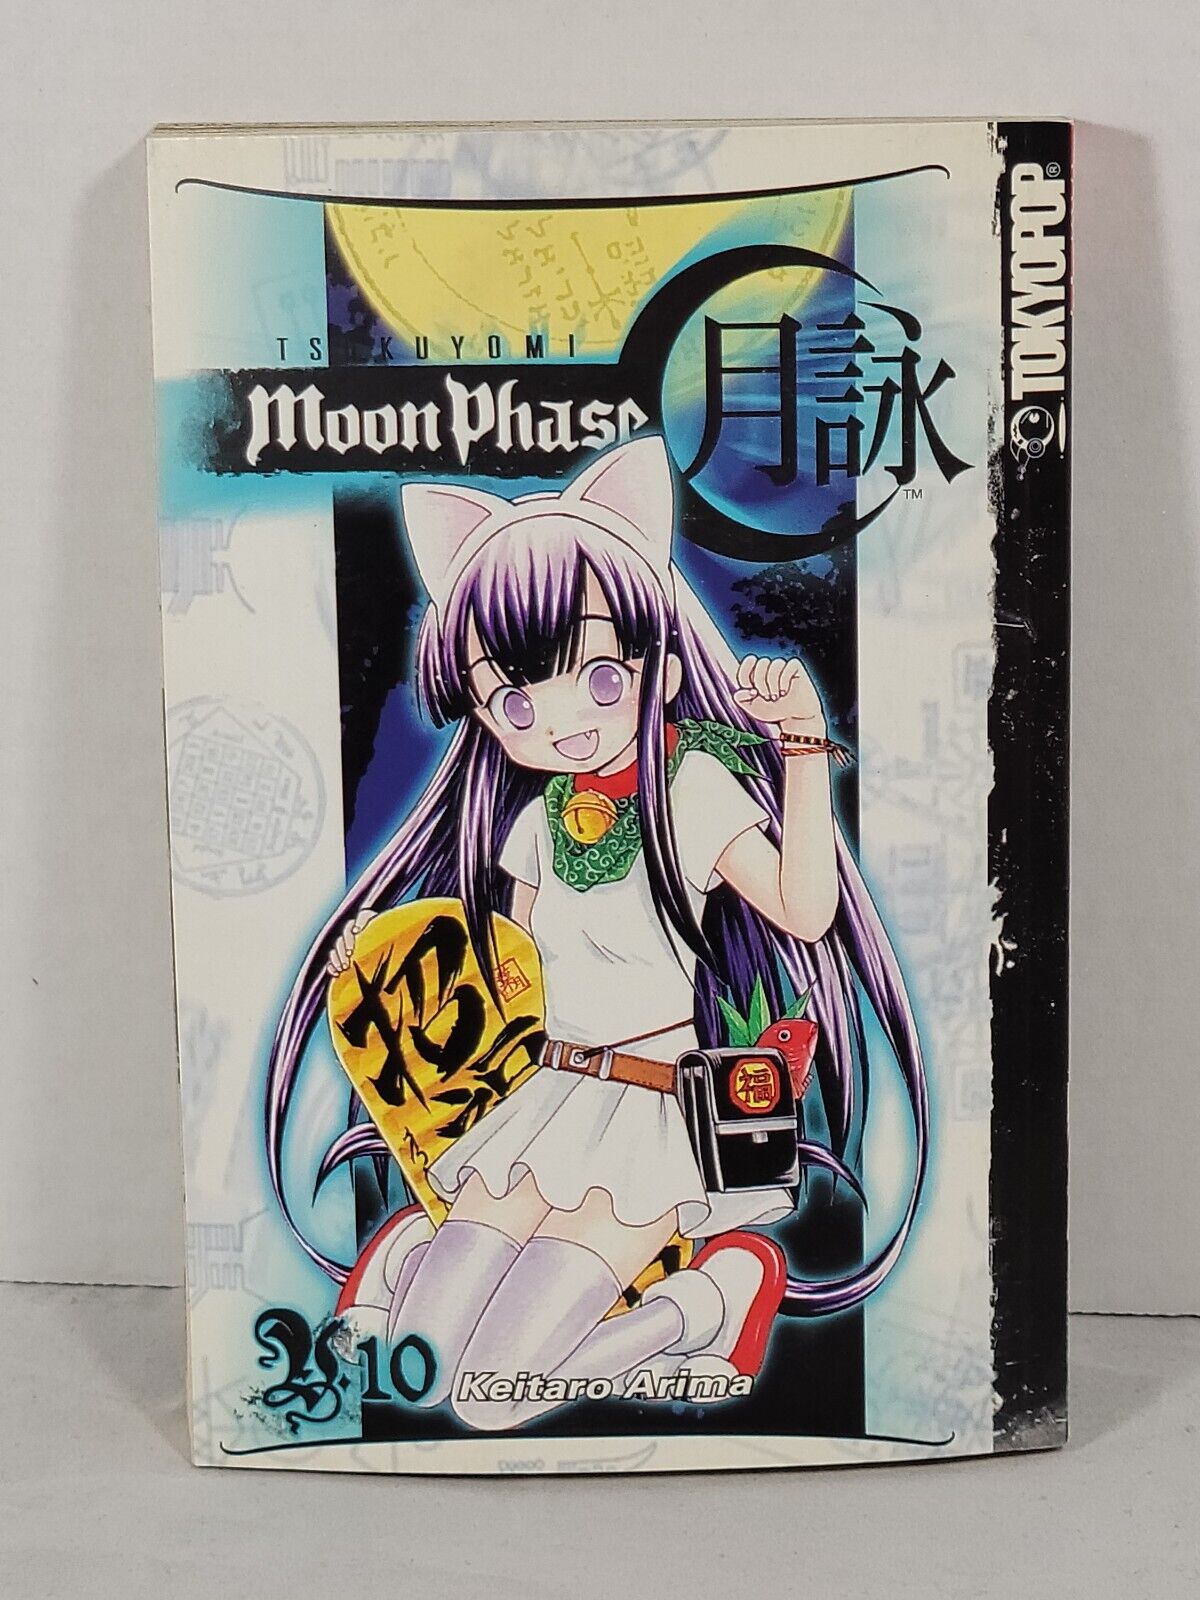 TSUKUYOMI
Moon Phase
月詠
TM
TOKYOPOP®
招
福
V.10
Keitaro Arima